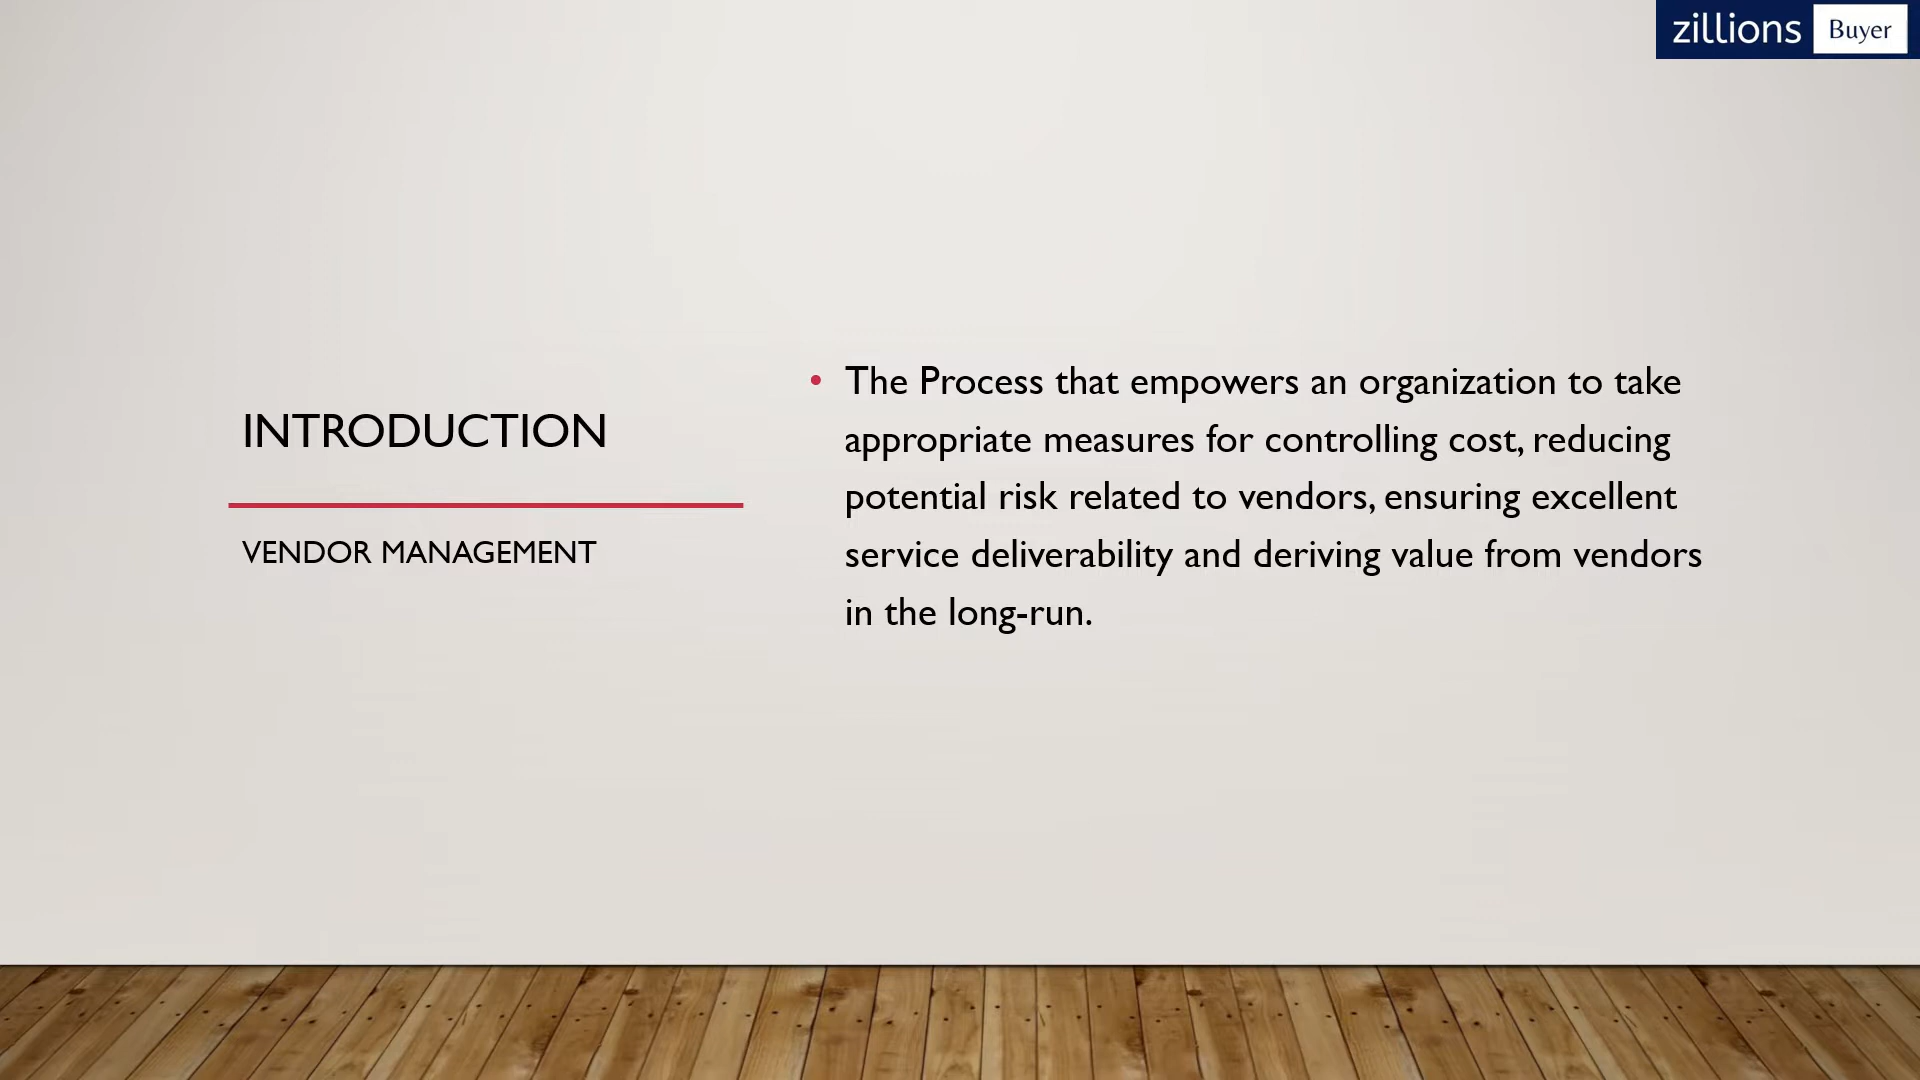 zillions Buyer
INTRODUCTION
VENDOR MANAGEMENT
• The Process that empowers an organization to take
appropriate measures for controlling cost, reducing
potential risk related to vendors, ensuring excellent
service deliverability and deriving value from vendors
in the long-run.